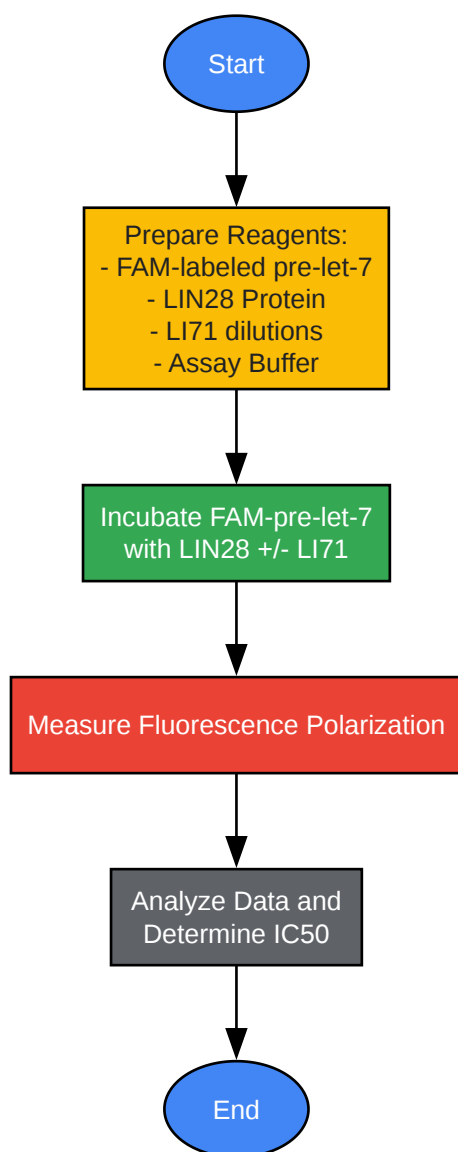 Start
Prepare Reagents:
- FAM-labeled pre-let-7
- LIN28 Protein
- LI71 dilutions
- Assay Buffer
Incubate FAM-pre-let-7
with LIN28 +/- LI71
Measure Fluorescence Polarization
Analyze Data and
Determine IC50
End